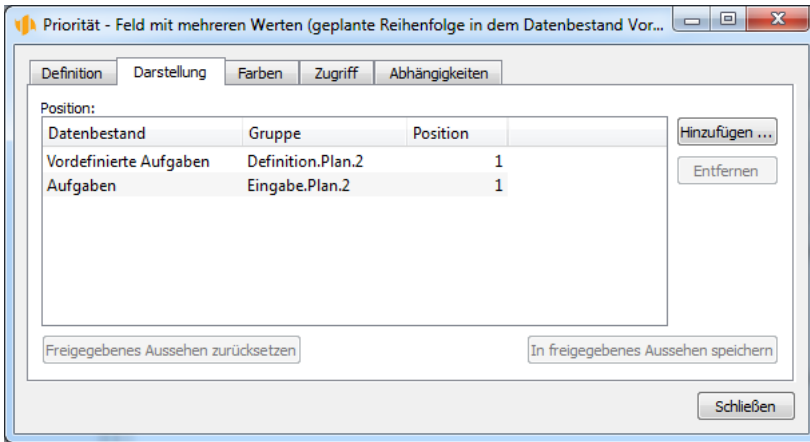 Priorität - Feld mit mehreren Werten (geplante Reihenfolge in dem Datenbestand Vor...
Definition Darstellung Farben Zugriff Abhängigkeiten
Position:
Datenbestand Gruppe Position
Hinzufügen ...
Vordefinierte Aufgaben Definition.Plan.2 1
Entfernen
Aufgaben Eingabe.Plan.2 1
Freigegebenes Aussehen zurücksetzen In freigegebenes Aussehen speichern
Schließen